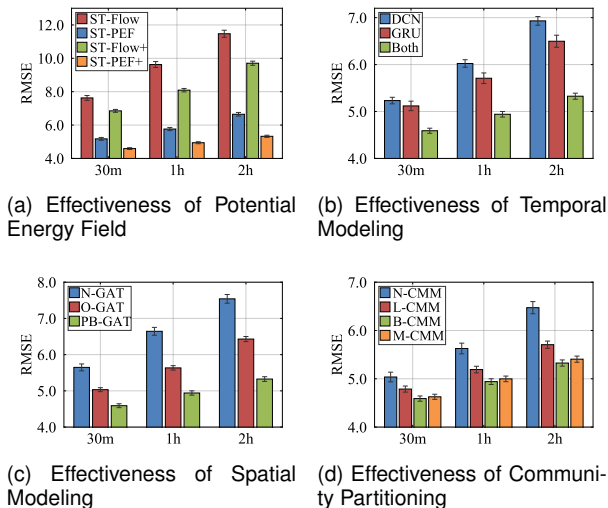 ST-Flow
ST-PEF
ST-Flow+
ST-PEF+
RMSE
12.0
10.0
8.0
6.0
4.0
30m 1h 2h
(a) Effectiveness of Potential
Energy Field
DCN
GRU
Both
RMSE
7.0
6.0
5.0
4.0
30m 1h 2h
(b) Effectiveness of Temporal
Modeling
N-GAT
O-GAT
PB-GAT
RMSE
8.0
7.0
6.0
5.0
4.0
30m 1h 2h
(c) Effectiveness of Spatial
Modeling
N-CMM
L-CMM
B-CMM
M-CMM
RMSE
7.0
6.0
5.0
4.0
30m 1h 2h
(d) Effectiveness of Communi-
ty Partitioning